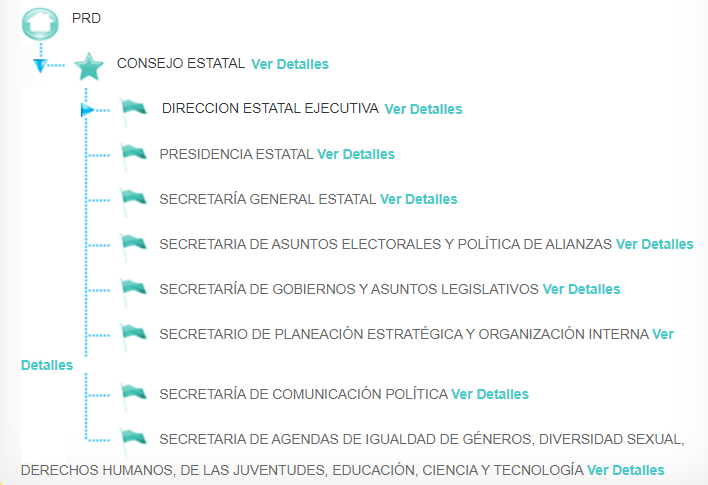 PRD
CONSEJO ESTATAL Ver Detalles
DIRECCION ESTATAL EJECUTIVA Ver Detalles
PRESIDENCIA ESTATAL Ver Detalles
SECRETARÍA GENERAL ESTATAL Ver Detalles
SECRETARIA DE ASUNTOS ELECTORALES Y POLÍTICA DE ALIANZAS Ver Detalles
SECRETARÍA DE GOBIERNOS Y ASUNTOS LEGISLATIVOS Ver Detalles
SECRETARIO DE PLANEACIÓN ESTRATÉGICA Y ORGANIZACIÓN INTERNA Ver
Detalles
SECRETARÍA DE COMUNICACIÓN POLÍTICA Ver Detalles
SECRETARIA DE AGENDAS DE IGUALDAD DE GÉNEROS, DIVERSIDAD SEXUAL,
DERECHOS HUMANOS, DE LAS JUVENTUDES, EDUCACIÓN, CIENCIA Y TECNOLOGÍA Ver Detalles